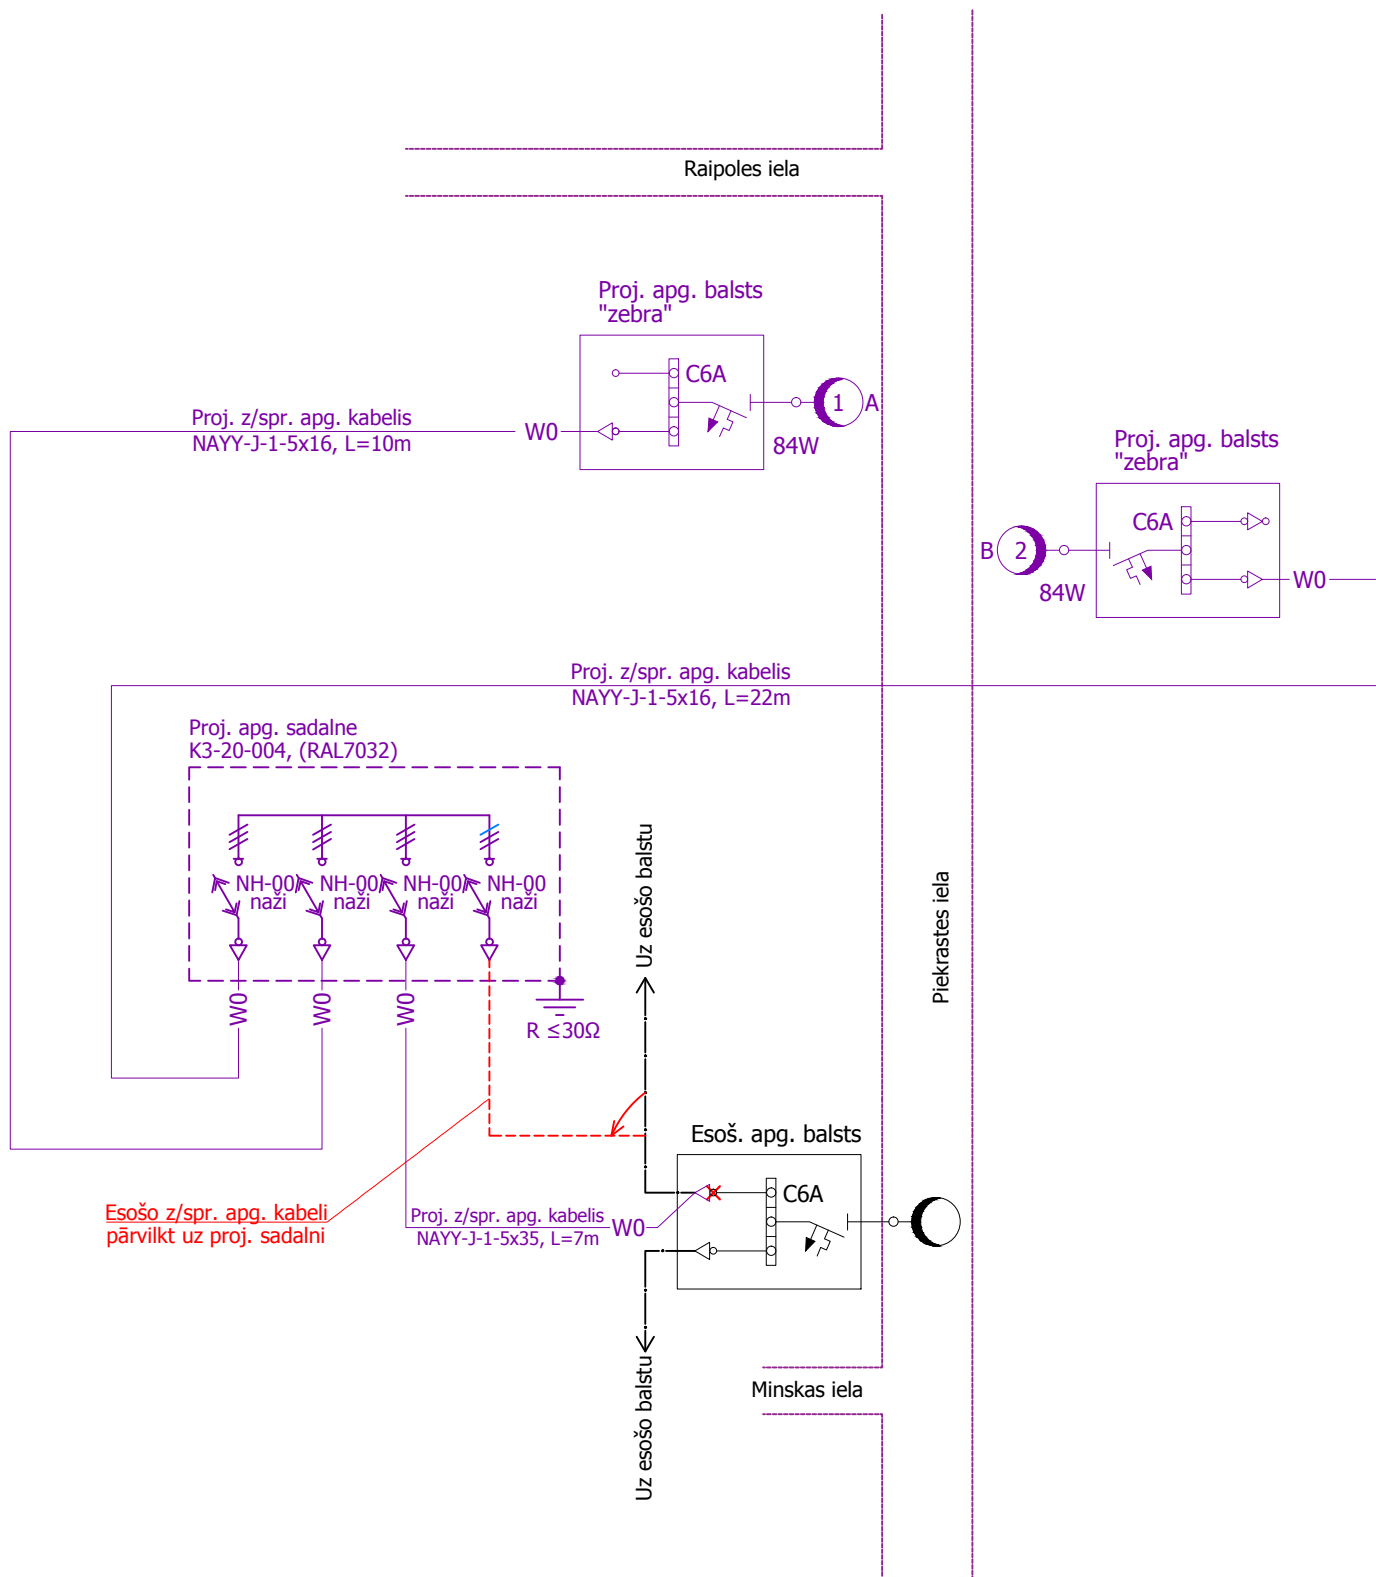 Raipoles iela
Proj. apg. balsts
"zebra"
C6A
1
A
84W
Proj. z/spr. apg. kabelis
NAYY-J-1-5x16, L=10m
W0
Proj. apg. balsts
"zebra"
C6A
B
2
84W
W0
Proj. z/spr. apg. kabelis
NAYY-J-1-5x16, L=22m
Proj. apg. sadalne
K3-20-004, (RAL7032)
NH-00
naži
NH-00
naži
NH-00
naži
NH-00
naži
W0
W0
W0
R ≤30Ω
Uz esošo balstu
Piekrastes iela
Esoš. apg. balsts
C6A
Esošo z/spr. apg. kabeli
pārvilkt uz proj. sadalni
Proj. z/spr. apg. kabelis
NAYY-J-1-5x35, L=7m
W0
Uz esošo balstu
Minskas iela